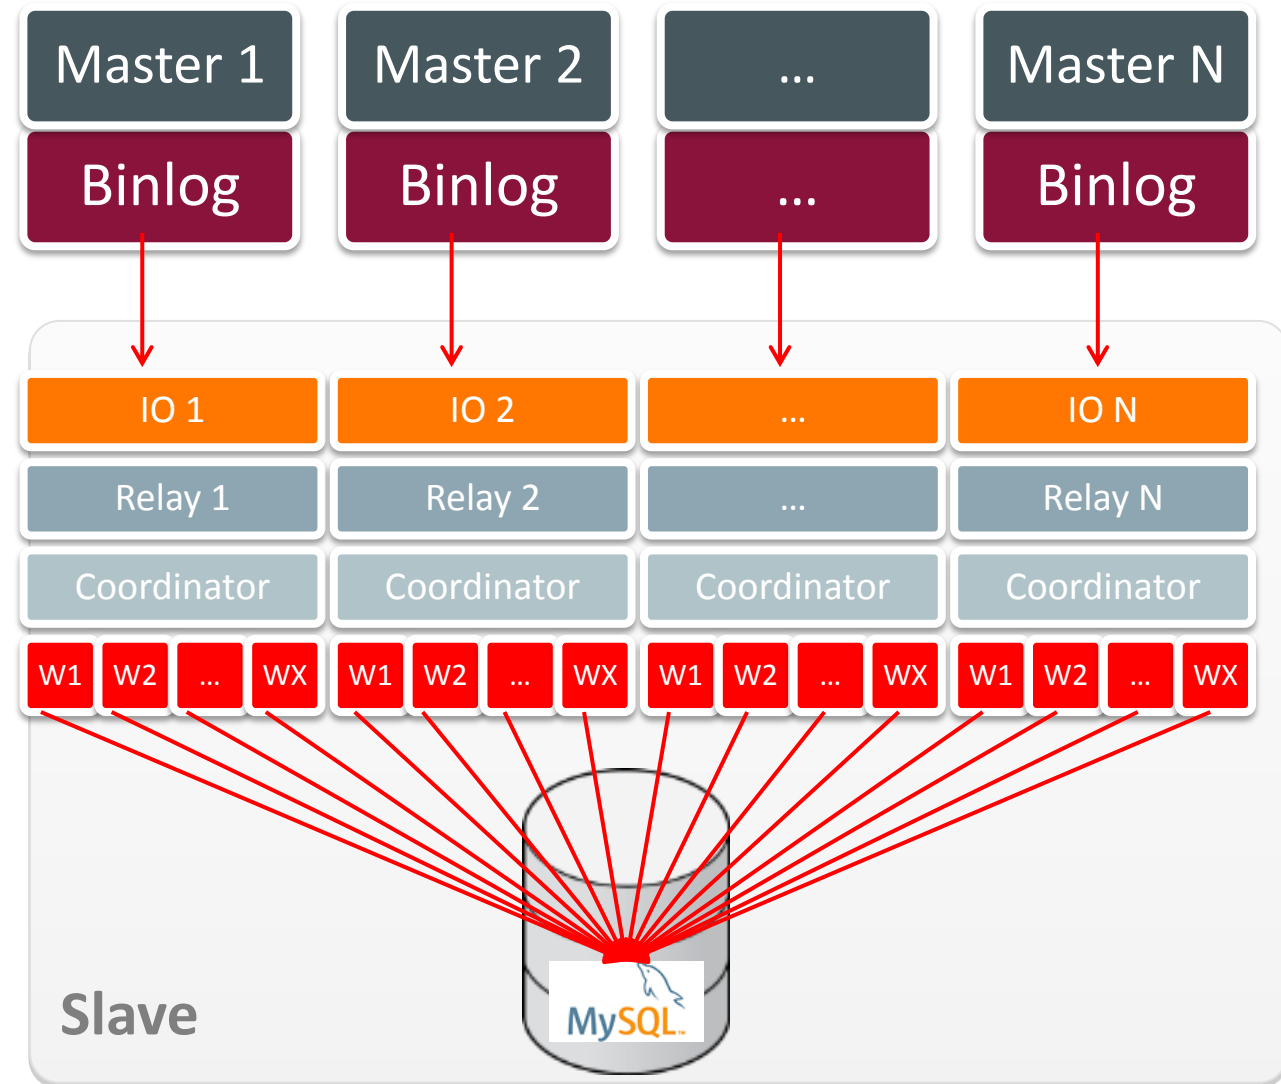 Master 1 Master 2 ... Master N
Binlog Binlog ... Binlog
IO 1 IO 2 ... IO N
Relay 1 Relay 2 ... Relay N
Coordinator Coordinator Coordinator Coordinator
W1 W2 ... WX W1 W2 ... WX W1 W2 ... WX W1 W2 ... WX
Slave
MySQL™